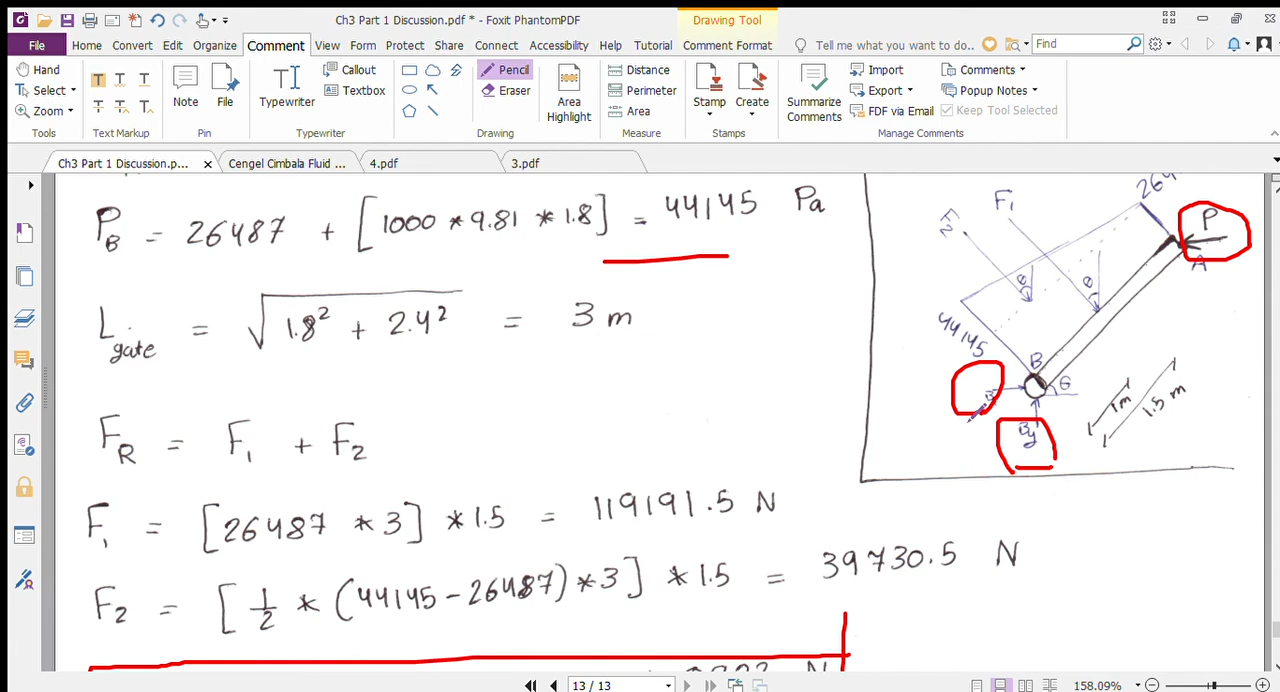 Ch3 Part 1 Discussion.pdf * - Foxit PhantomPDF
Drawing Tool
File Home Convert Edit Organize Comment View Form Protect Share Connect Accessibility Help Tutorial Comment Format Tell me what you want to do.. Find
Hand
Select
Zoom
Tools
Text Markup
Note
File
Pin
Typewriter
Callout
Textbox
Typewriter
Pencil
Eraser
Drawing
Area Highlight
Distance
Perimeter
Area
Measure
Stamp
Create
Stamps
Summarize Comments
Import
Export
FDF via Email
Comments
Popup Notes
Keep Tool Selected
Manage Comments
Ch3 Part 1 Discussion.p... × Cengel Cimbala Fluid ... 4.pdf 3.pdf
P_B = 26487 + [1000 * 9.81 * 1.8] = 44145 Pa
L_gate = √1.8² + 2.4² = 3 m
F_R = F_1 + F_2
F_1 = [26487 * 3] * 1.5 = 119191.5 N
F_2 = [1/2 * (44145 - 26487) * 3] * 1.5 = 39730.5 N
F_2
F_1
264
P
A
θ
θ
44145
B
θ
By
1m
1.5 m
N
13 / 13
158.09%